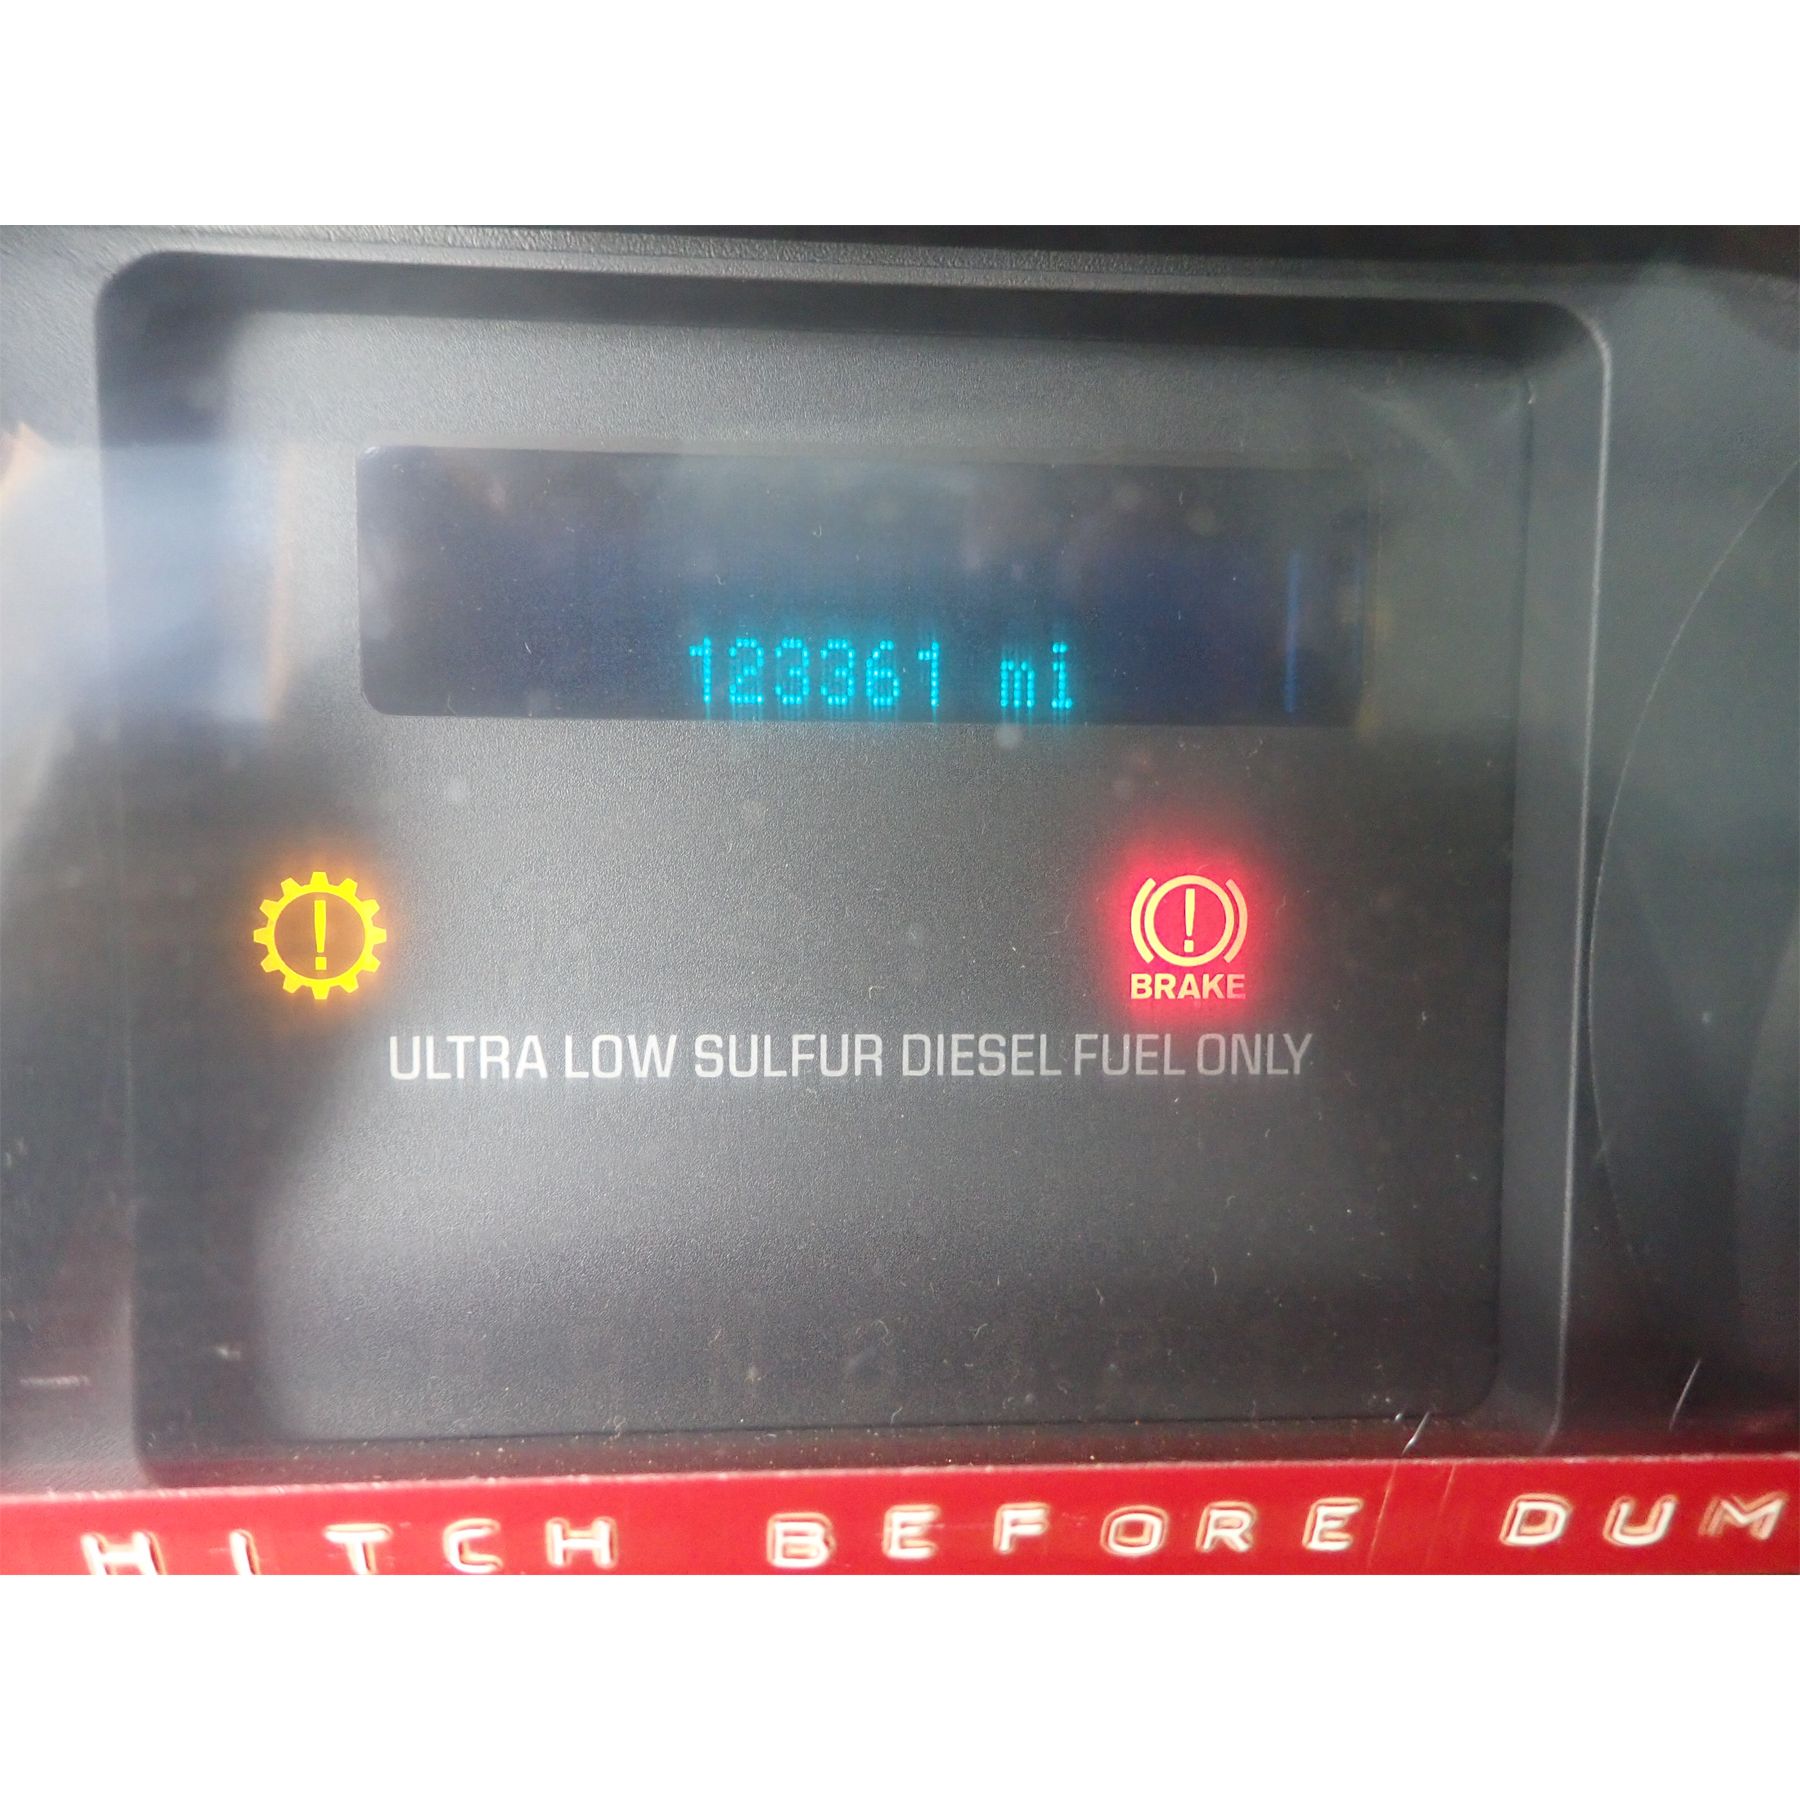 123361 mi
!
!
BRAKE
ULTRA LOW SULFUR DIESEL FUEL ONLY
HITCH BEFORE DUM